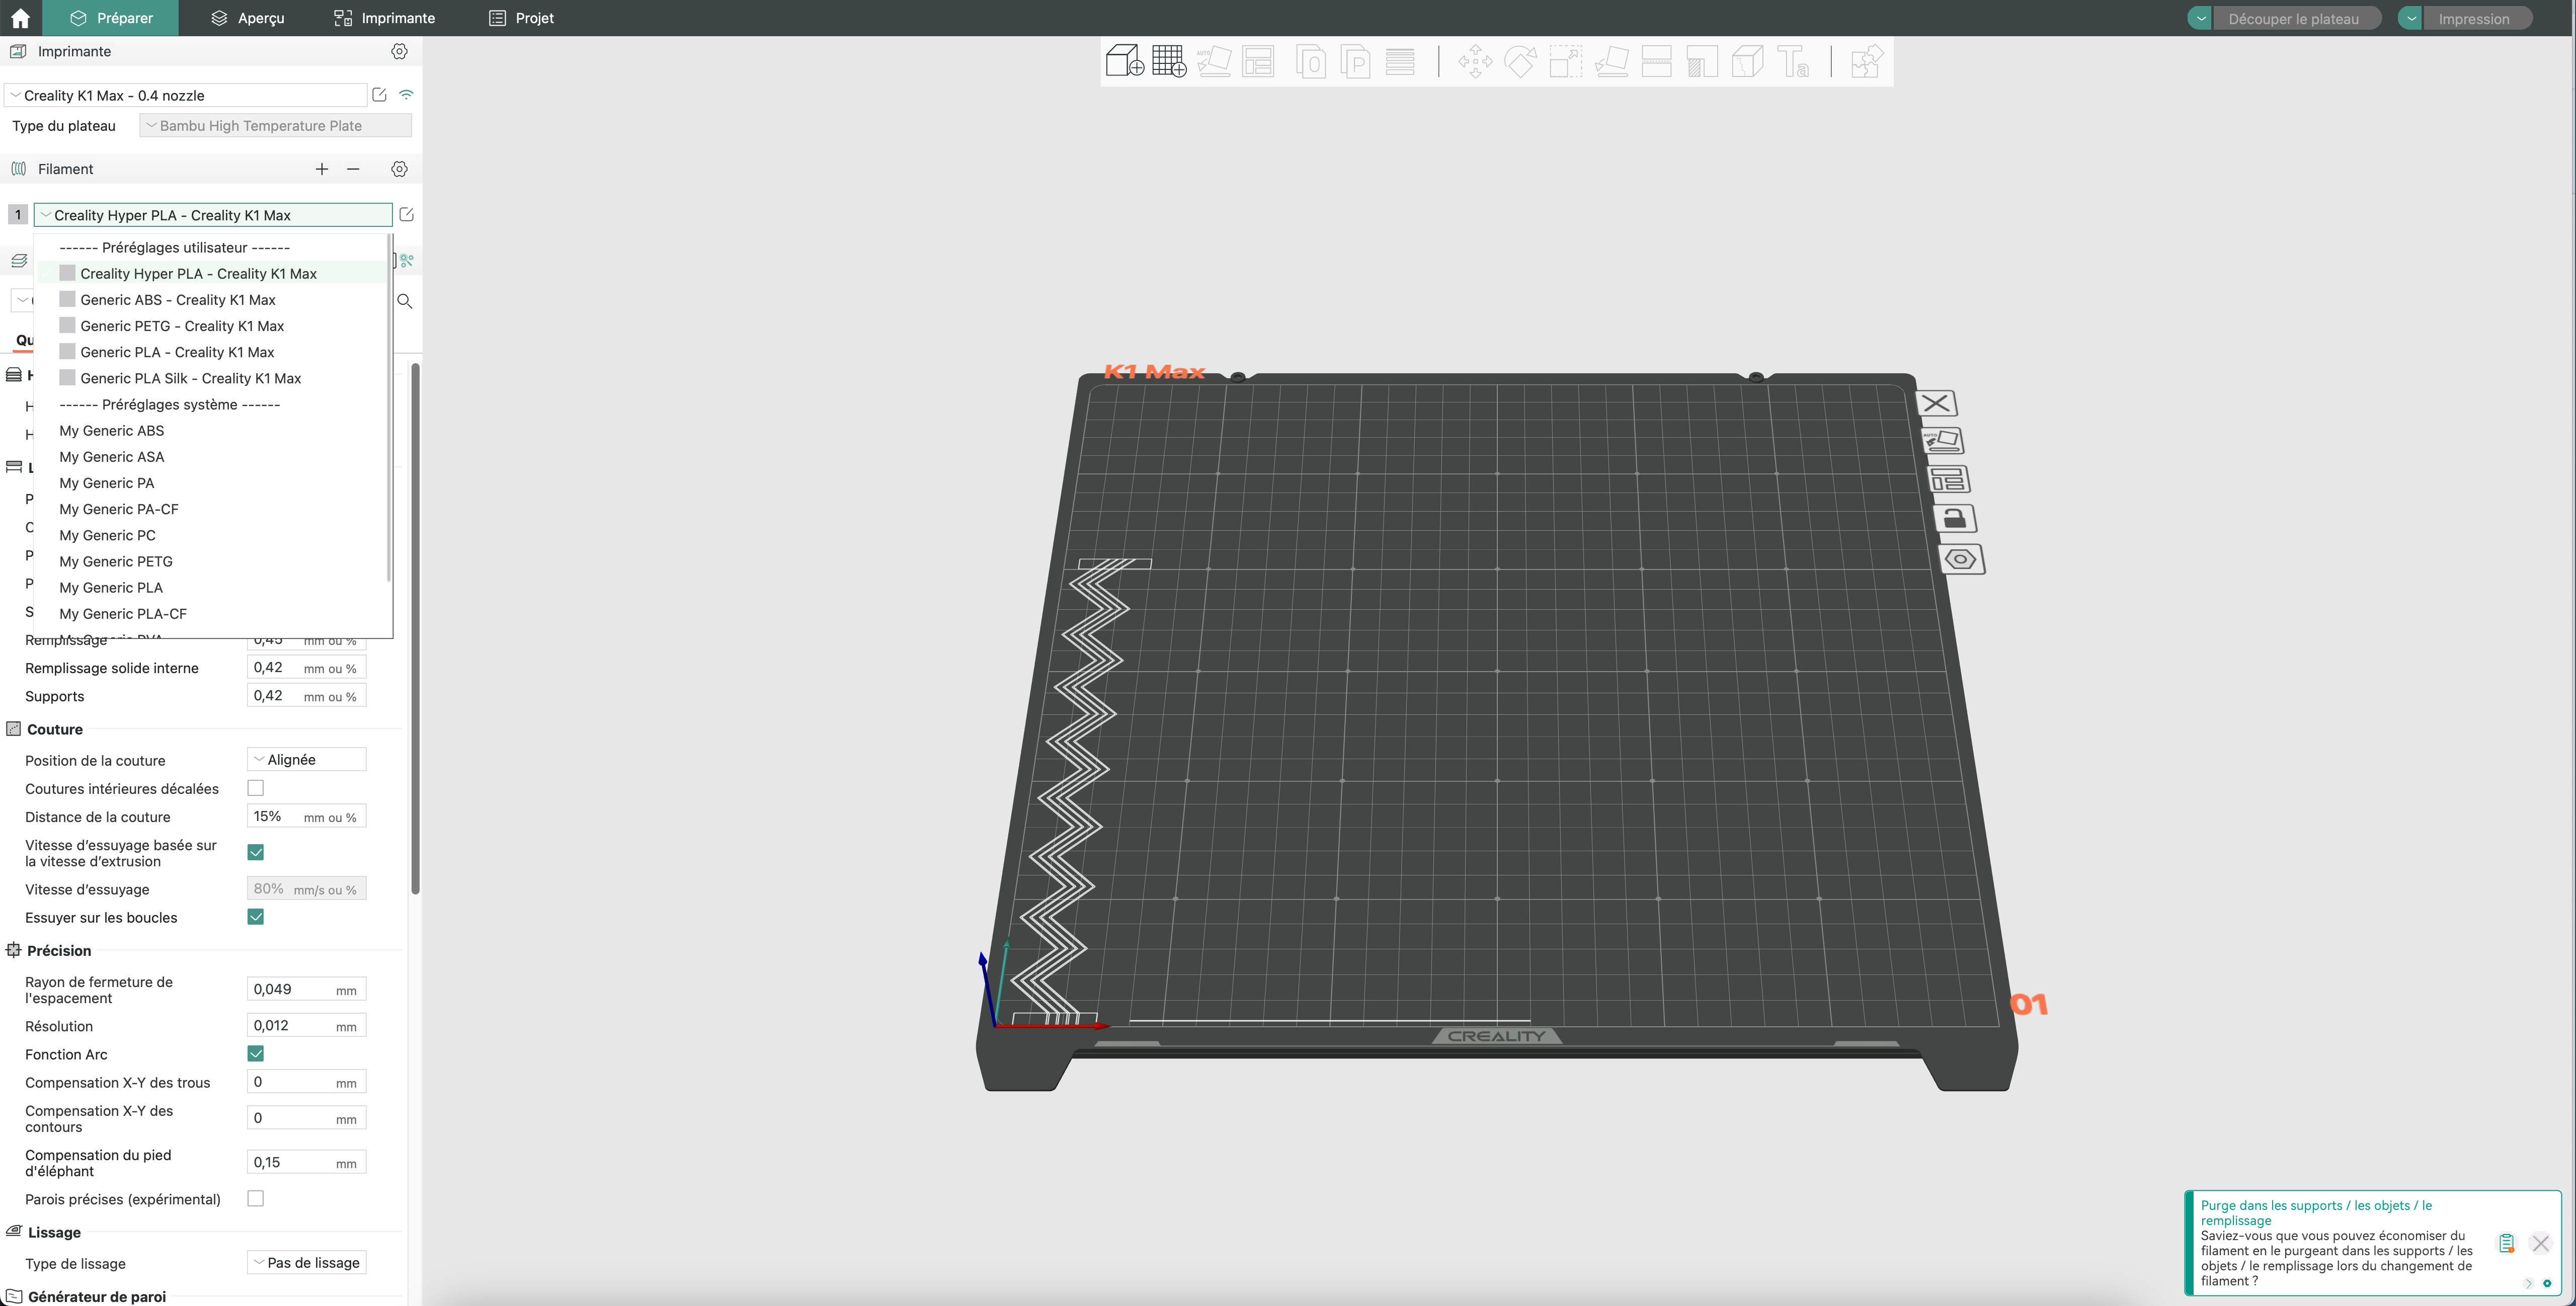 Préparer
Aperçu
Imprimante
Projet
Découper le plateau
Impression
Imprimante
Creality K1 Max - 0.4 nozzle
Type du plateau
Bambu High Temperature Plate
Filament
1
Creality Hyper PLA - Creality K1 Max
------ Préréglages utilisateur ------
Creality Hyper PLA - Creality K1 Max
Generic ABS - Creality K1 Max
Generic PETG - Creality K1 Max
Generic PLA - Creality K1 Max
Generic PLA Silk - Creality K1 Max
------ Préréglages système ------
My Generic ABS
My Generic ASA
My Generic PA
My Generic PA-CF
My Generic PC
My Generic PETG
My Generic PLA
My Generic PLA-CF
Qu
Remplissage 0,45 mm ou %
Remplissage solide interne 0,42 mm ou %
Supports 0,42 mm ou %
Couture
Position de la couture Alignée
Coutures intérieures décalées
Distance de la couture 15% mm ou %
Vitesse d'essuyage basée sur
la vitesse d'extrusion
Vitesse d'essuyage 80% mm/s ou %
Essuyer sur les boucles
Précision
Rayon de fermeture de
l'espacement 0,049 mm
Résolution 0,012 mm
Fonction Arc
Compensation X-Y des trous 0 mm
Compensation X-Y des
contours 0 mm
Compensation du pied
d'éléphant 0,15 mm
Parois précises (expérimental)
Lissage
Type de lissage Pas de lissage
Générateur de paroi
AUTO
K1 Max
AUTO
CREALITY
01
Purge dans les supports / les objets / le
remplissage
Saviez-vous que vous pouvez économiser du
filament en le purgeant dans les supports / les
objets / le remplissage lors du changement de
filament ?